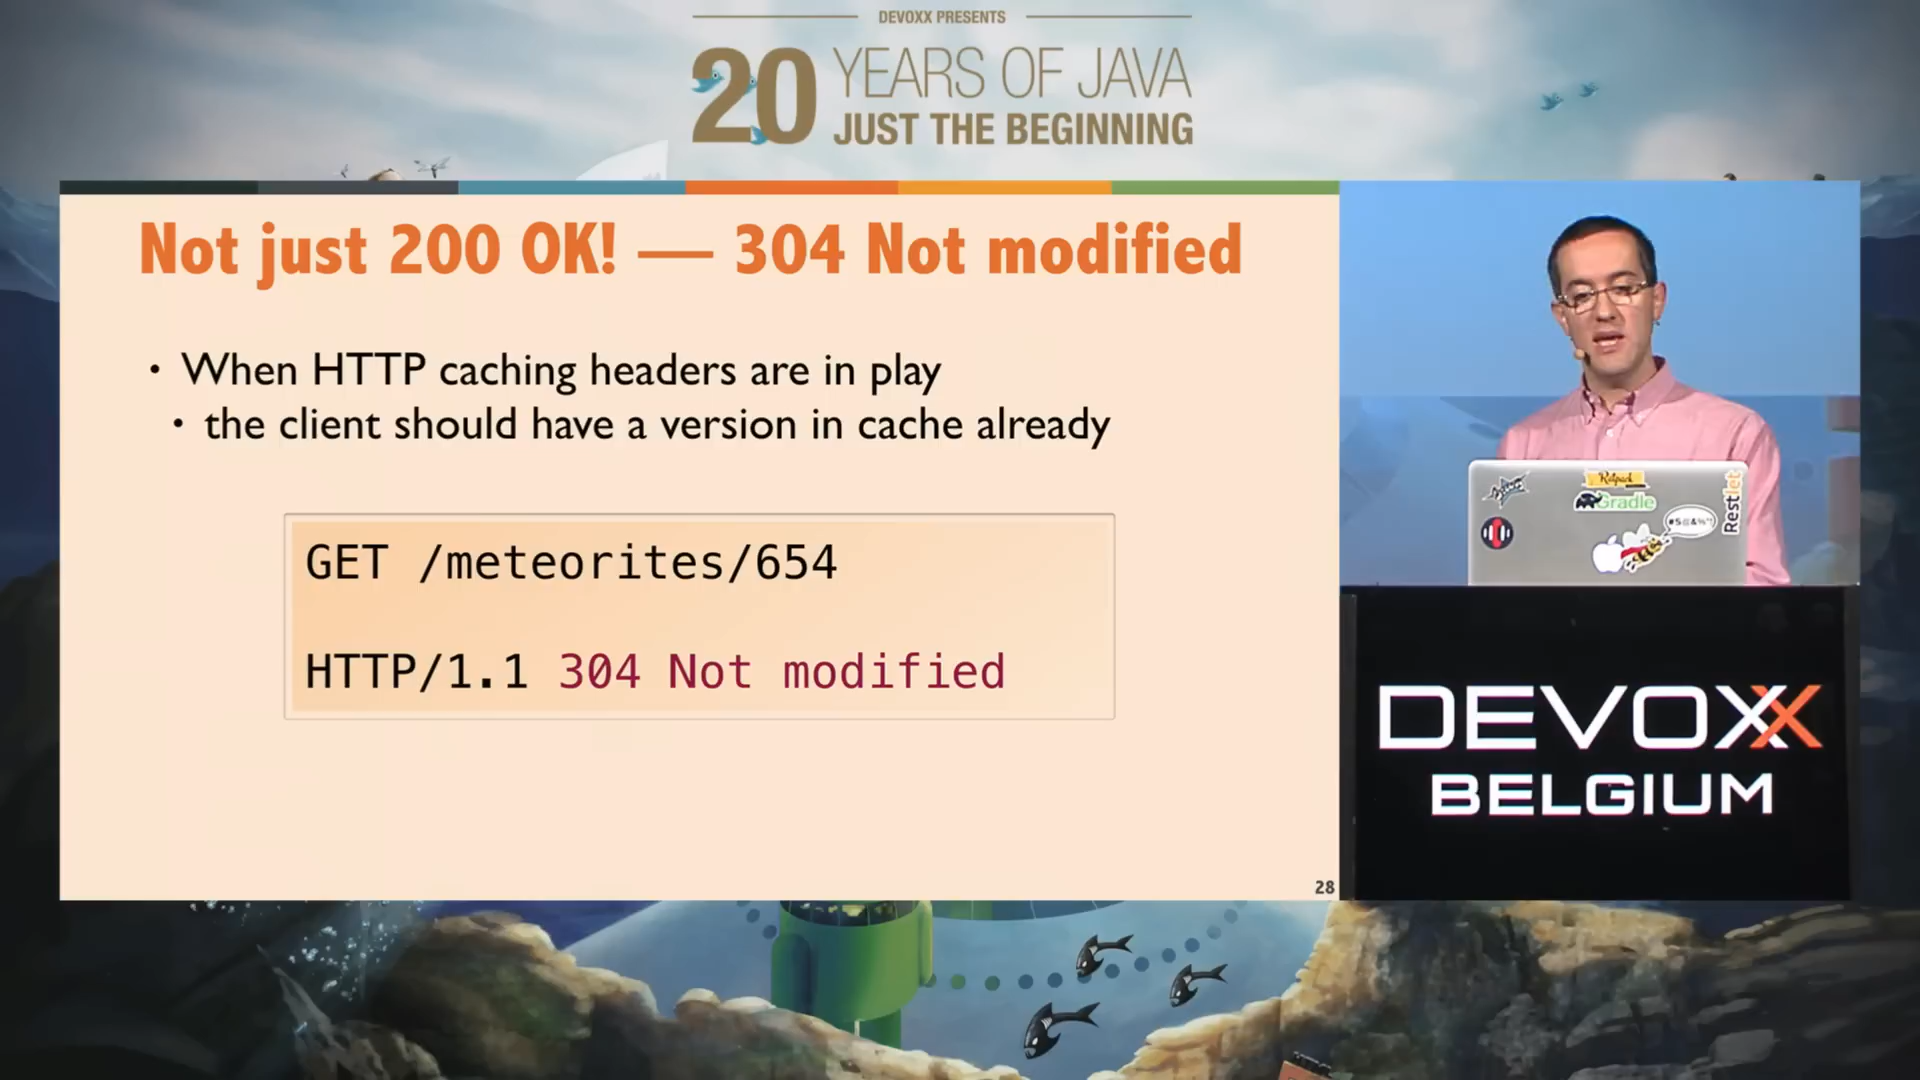 DEVOXX PRESENTS
20 YEARS OF JAVA
JUST THE BEGINNING
Not just 200 OK! — 304 Not modified
• When HTTP caching headers are in play
• the client should have a version in cache already
GET /meteorites/654
HTTP/1.1 304 Not modified
28
Ratpack
Gradle
#$@&%*!
Restlet
DEVOXX
BELGIUM